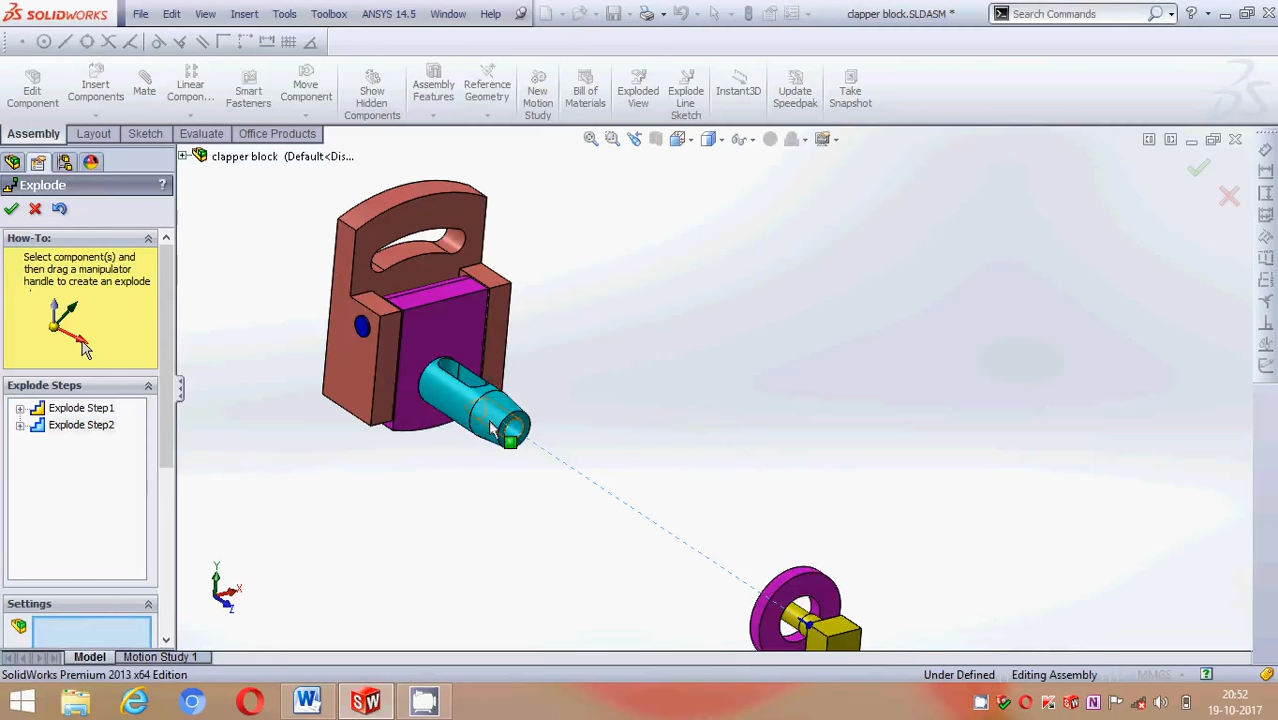 SOLIDWORKS File Edit View Insert Tools Toolbox ANSYS 14.5 Window Help clapper block.SLDASM * Search Commands
Edit Component
Insert Components
Mate
Linear Compon...
Smart Fasteners
Move Component
Show Hidden Components
Assembly Features
Reference Geometry
New Motion Study
Bill of Materials
Exploded View
Explode Line Sketch
Instant3D
Update Speedpak
Take Snapshot
Assembly Layout Sketch Evaluate Office Products
clapper block (Default<Dis...
Explode ?
How-To:
Select component(s) and
then drag a manipulator
handle to create an explode
Explode Steps
Explode Step1
Explode Step2
Y
X
Z
Settings
Model Motion Study 1
SolidWorks Premium 2013 x64 Edition Under Defined Editing Assembly MMGS
20:52
19-10-2017